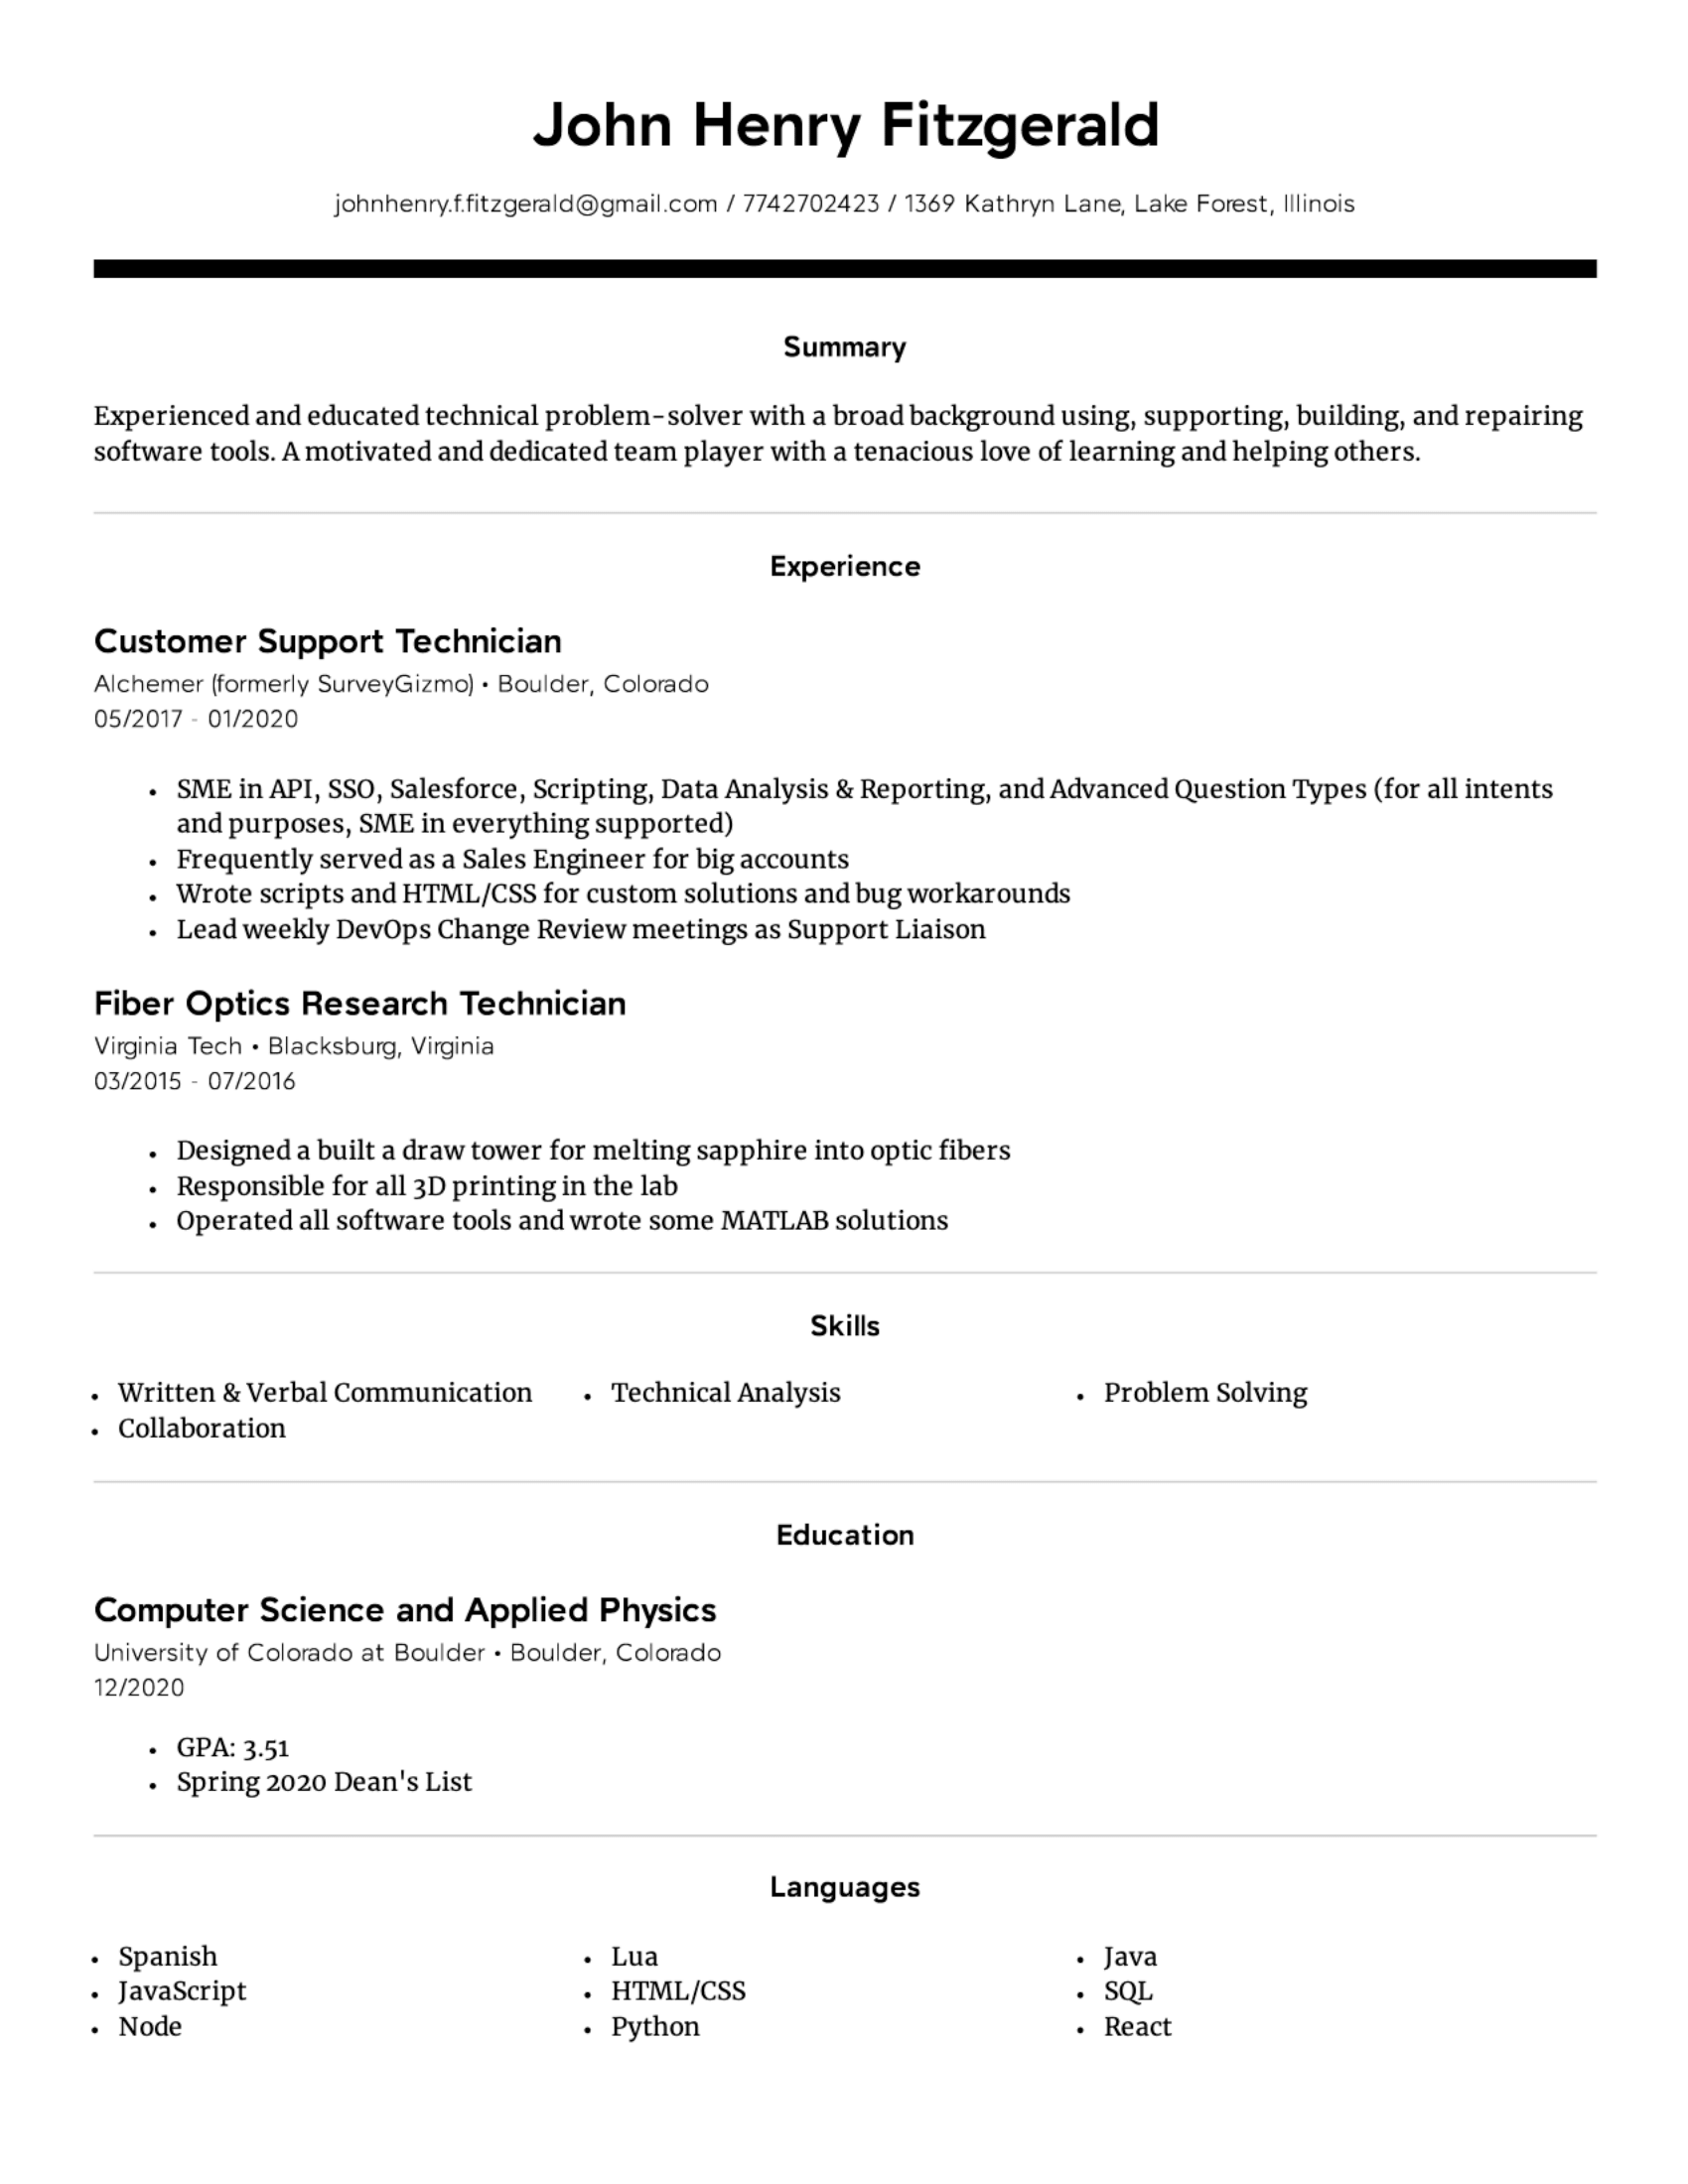 John Henry Fitzgerald
johnhenry.f.fitzgerald@gmail.com / 7742702423 / 1369 Kathryn Lane, Lake Forest, Illinois
Summary
Experienced and educated technical problem-solver with a broad background using, supporting, building, and repairing
software tools. A motivated and dedicated team player with a tenacious love of learning and helping others.
Experience
Customer Support Technician
Alchemer (formerly SurveyGizmo) • Boulder, Colorado
05/2017 - 01/2020
• SME in API, SSO, Salesforce, Scripting, Data Analysis & Reporting, and Advanced Question Types (for all intents
and purposes, SME in everything supported)
• Frequently served as a Sales Engineer for big accounts
• Wrote scripts and HTML/CSS for custom solutions and bug workarounds
• Lead weekly DevOps Change Review meetings as Support Liaison
Fiber Optics Research Technician
Virginia Tech • Blacksburg, Virginia
03/2015 - 07/2016
• Designed a built a draw tower for melting sapphire into optic fibers
• Responsible for all 3D printing in the lab
• Operated all software tools and wrote some MATLAB solutions
Skills
• Written & Verbal Communication • Technical Analysis • Problem Solving
• Collaboration
Education
Computer Science and Applied Physics
University of Colorado at Boulder • Boulder, Colorado
12/2020
• GPA: 3.51
• Spring 2020 Dean's List
Languages
• Spanish • Lua • Java
• JavaScript • HTML/CSS • SQL
• Node • Python • React